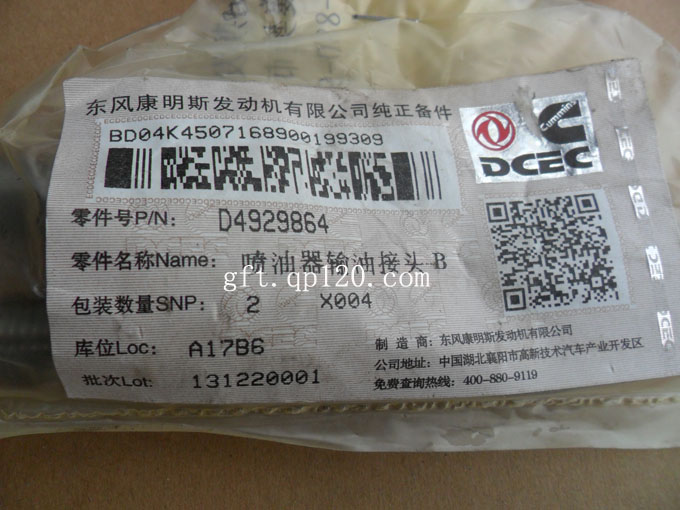 东风康明斯发动机有限公司纯正备件
BD04K4507168900199309
Cummins
DCEC
零件号P/N: D4929864
零件名称Name: 喷油器输油接头B
gft.qp120.com
包装数量SNP: 2 X004
库位Loc: A17B6
批次Lot: 131220001
制造商:东风康明斯发动机有限公司
公司地址:中国湖北襄阳市高新技术汽车产业开发区
免费查询热线:400-880-9119